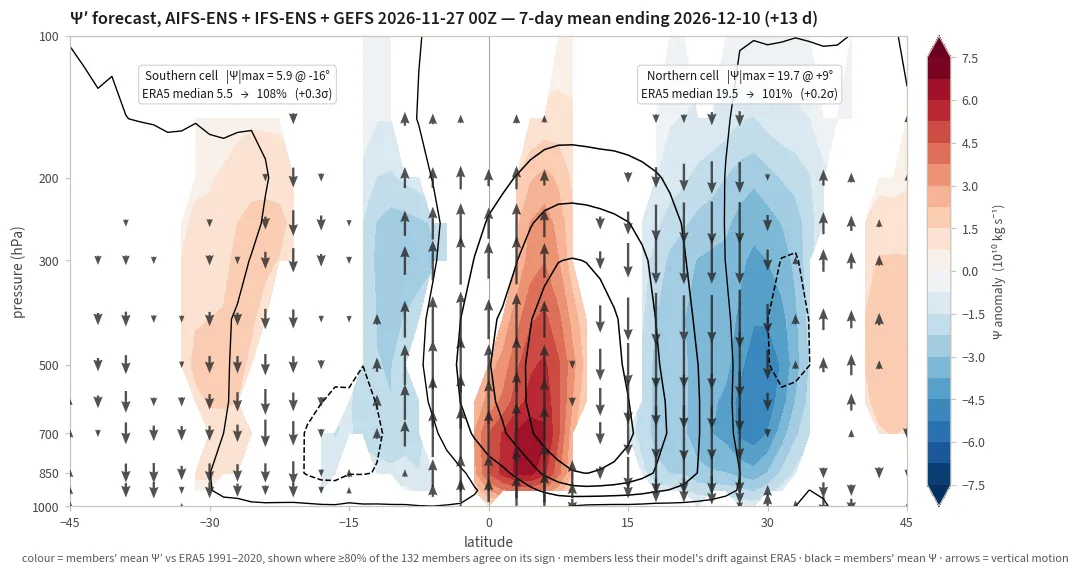 Ψ′ forecast, AIFS-ENS + IFS-ENS + GEFS 2026-11-27 00Z — 7-day mean ending 2026-12-10 (+13 d)
Southern cell |Ψ|max = 5.9 @ -16°
ERA5 median 5.5 → 108% (+0.3σ)
Northern cell |Ψ|max = 19.7 @ +9°
ERA5 median 19.5 → 101% (+0.2σ)
pressure (hPa)
100
200
300
400
500
700
850
1000
−45
−30
−15
0
15
30
45
latitude
7.5
6.0
4.5
3.0
1.5
0.0
−1.5
−3.0
−4.5
−6.0
−7.5
Ψ anomaly (10¹⁰ kg s⁻¹)
colour = members' mean Ψ′ vs ERA5 1991–2020, shown where ≥80% of the 132 members agree on its sign · members less their model's drift against ERA5 · black = members' mean Ψ · arrows = vertical motion